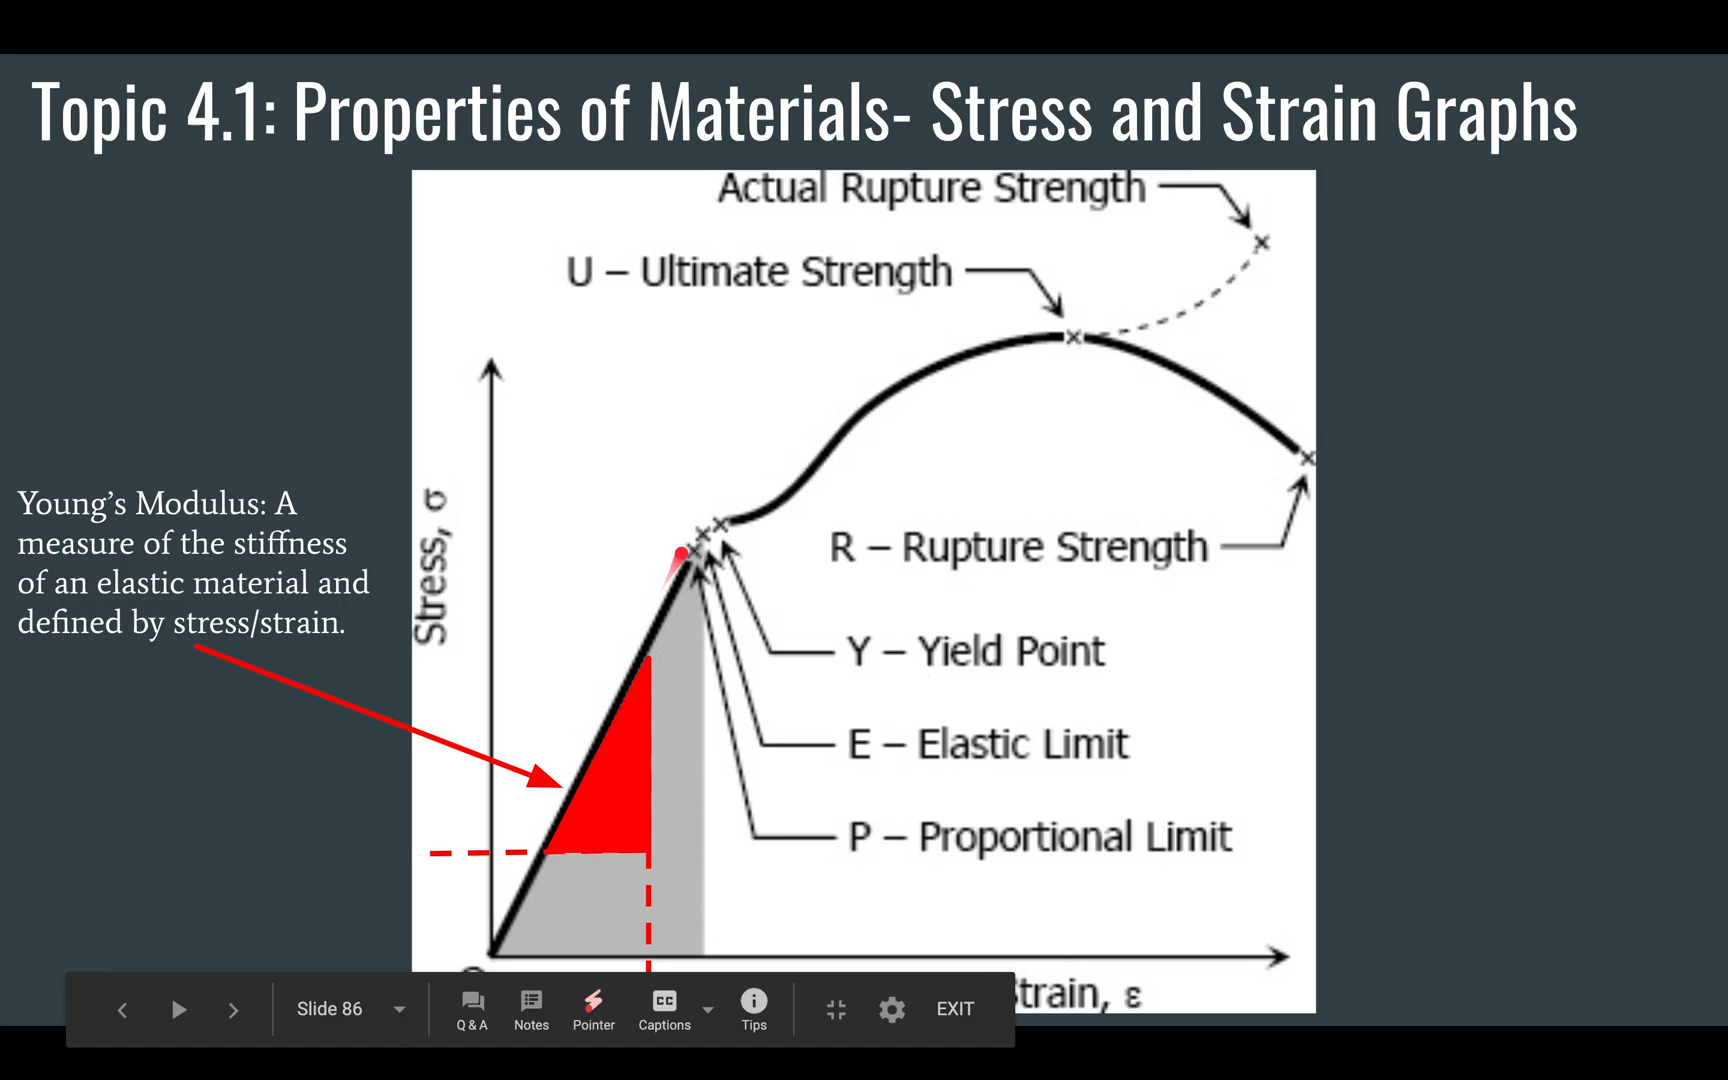 Topic 4.1: Properties of Materials- Stress and Strain Graphs
Actual Rupture Strength
U – Ultimate Strength
Stress, σ
Young's Modulus: A
measure of the stiffness
of an elastic material and
defined by stress/strain.
R – Rupture Strength
Y – Yield Point
E – Elastic Limit
P – Proportional Limit
Strain, ε
Slide 86
Q & A
Notes
Pointer
CC
Captions
Tips
EXIT